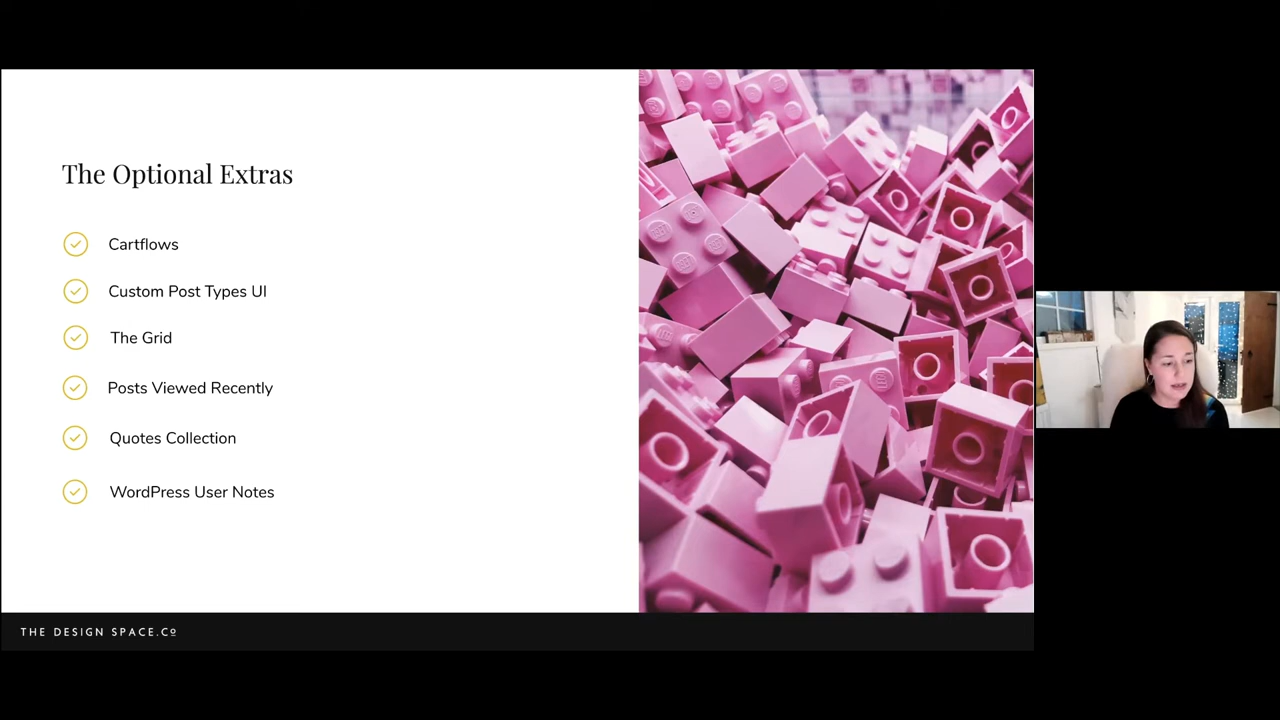 The Optional Extras
Cartflows
Custom Post Types UI
The Grid
Posts Viewed Recently
Quotes Collection
WordPress User Notes
THE DESIGN SPACE.Cº